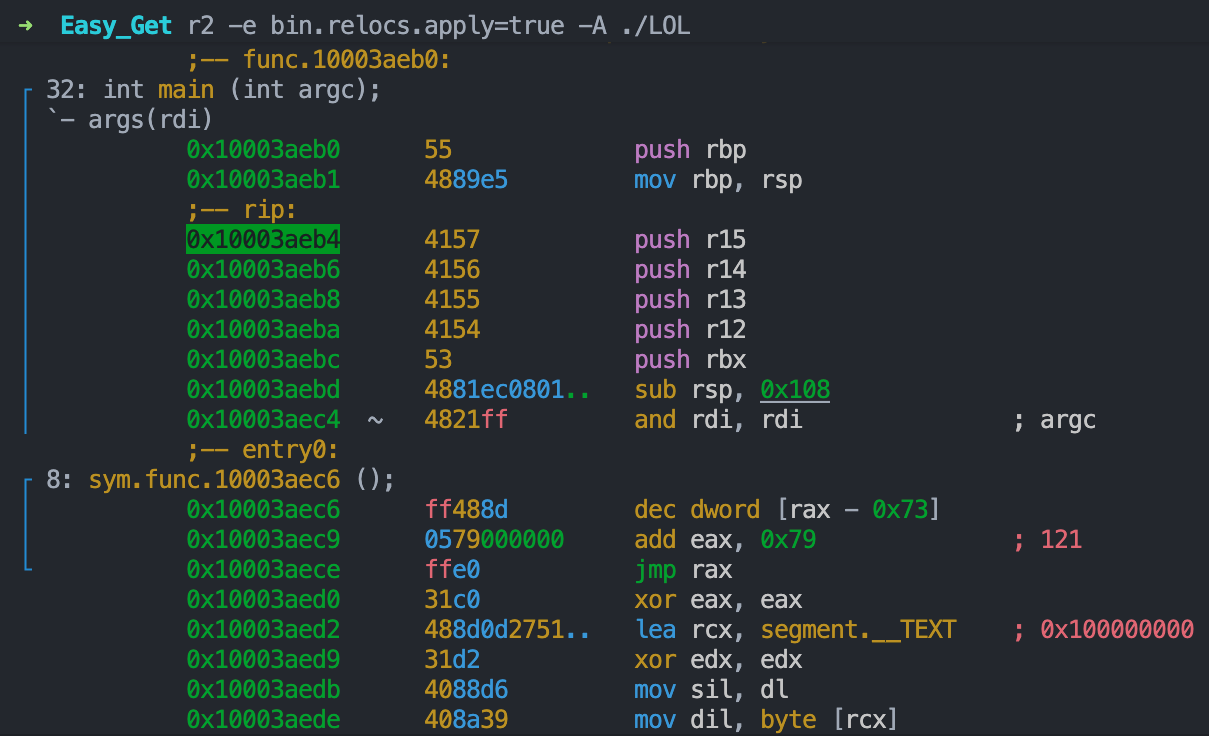 → Easy_Get r2 -e bin.relocs.apply=true -A ./LOL
;-- func.10003aeb0:
32: int main (int argc);
`- args(rdi)
0x10003aeb0 55 push rbp
0x10003aeb1 4889e5 mov rbp, rsp
;-- rip:
0x10003aeb4 4157 push r15
0x10003aeb6 4156 push r14
0x10003aeb8 4155 push r13
0x10003aeba 4154 push r12
0x10003aebc 53 push rbx
0x10003aebd 4881ec0801.. sub rsp, 0x108
0x10003aec4 ~ 4821ff and rdi, rdi ; argc
;-- entry0:
8: sym.func.10003aec6 ();
0x10003aec6 ff488d dec dword [rax - 0x73]
0x10003aec9 0579000000 add eax, 0x79 ; 121
0x10003aece ffe0 jmp rax
0x10003aed0 31c0 xor eax, eax
0x10003aed2 488d0d2751.. lea rcx, segment.__TEXT ; 0x100000000
0x10003aed9 31d2 xor edx, edx
0x10003aedb 4088d6 mov sil, dl
0x10003aede 408a39 mov dil, byte [rcx]